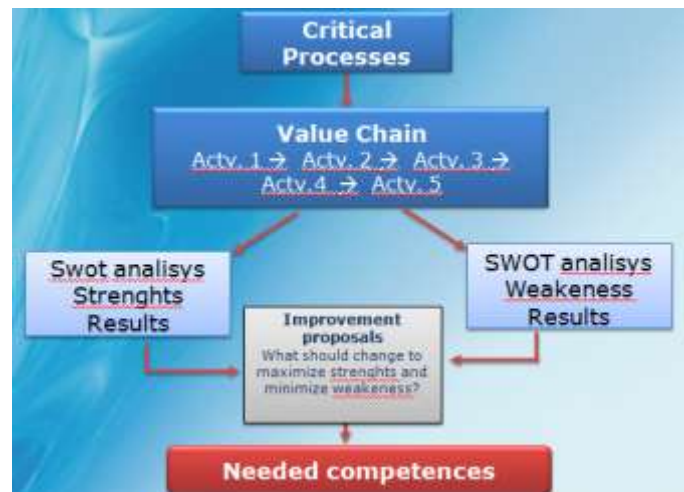 Critical
Processes
Value Chain
Actv. 1 → Actv. 2 → Actv. 3 →
Actv.4 → Actv. 5
Swot analisys
Strenghts
Results
SWOT analisys
Weakeness
Results
Improvement
proposals
What should change to
maximize strenghts and
minimize weakeness?
Needed competences